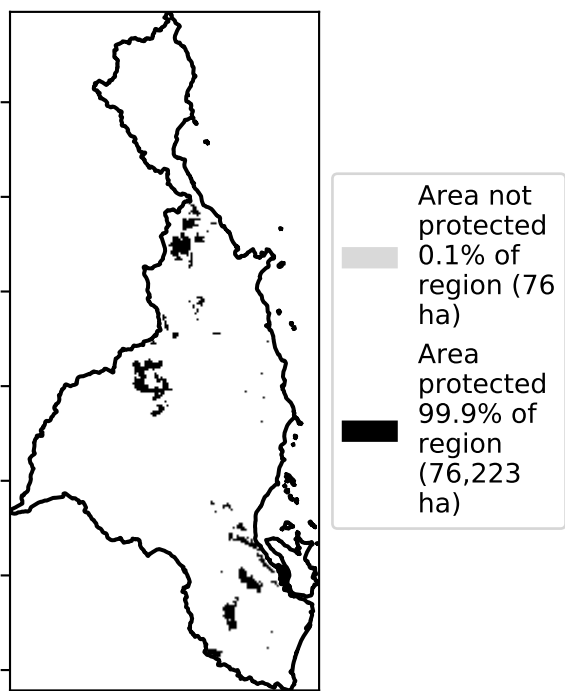 Area not
protected
0.1% of
region (76
ha)
Area
protected
99.9% of
region
(76,223
ha)